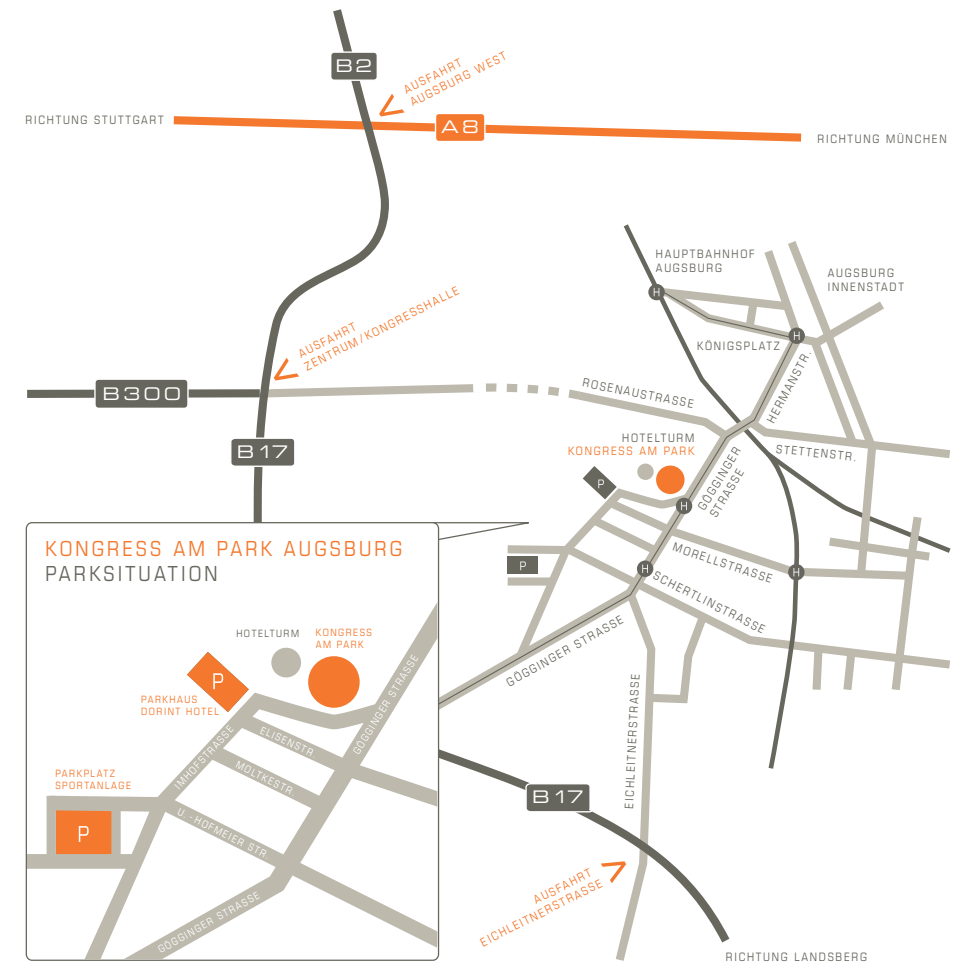 B2
AUSFAHRT
AUGSBURG WEST
RICHTUNG STUTTGART
A8
RICHTUNG MÜNCHEN
HAUPTBAHNHOF
AUGSBURG
AUGSBURG
INNENSTADT
H
H
KÖNIGSPLATZ
HERMANSTR.
AUSFAHRT
ZENTRUM/KONGRESSHALLE
B300
ROSENAUSTRASSE
B17
HOTELTURM
KONGRESS AM PARK
STETTENSTR.
GÖGGINGER
STRASSE
P
H
P
H
MORELLSTRASSE
H
SCHERTLINSTRASSE
GÖGGINGER STRASSE
EICHLEITNERSTRASSE
B17
AUSFAHRT
EICHLEITNERSTRASSE
RICHTUNG LANDSBERG
KONGRESS AM PARK AUGSBURG
PARKSITUATION
HOTELTURM
KONGRESS
AM PARK
P
PARKHAUS
DORINT HOTEL
GÖGGINGER STRASSE
ELISENSTR.
IMHOFSTRASSE
MOLTKESTR.
PARKPLATZ
SPORTANLAGE
P
U.-HOFMEIER STR.
GÖGGINGER STRASSE